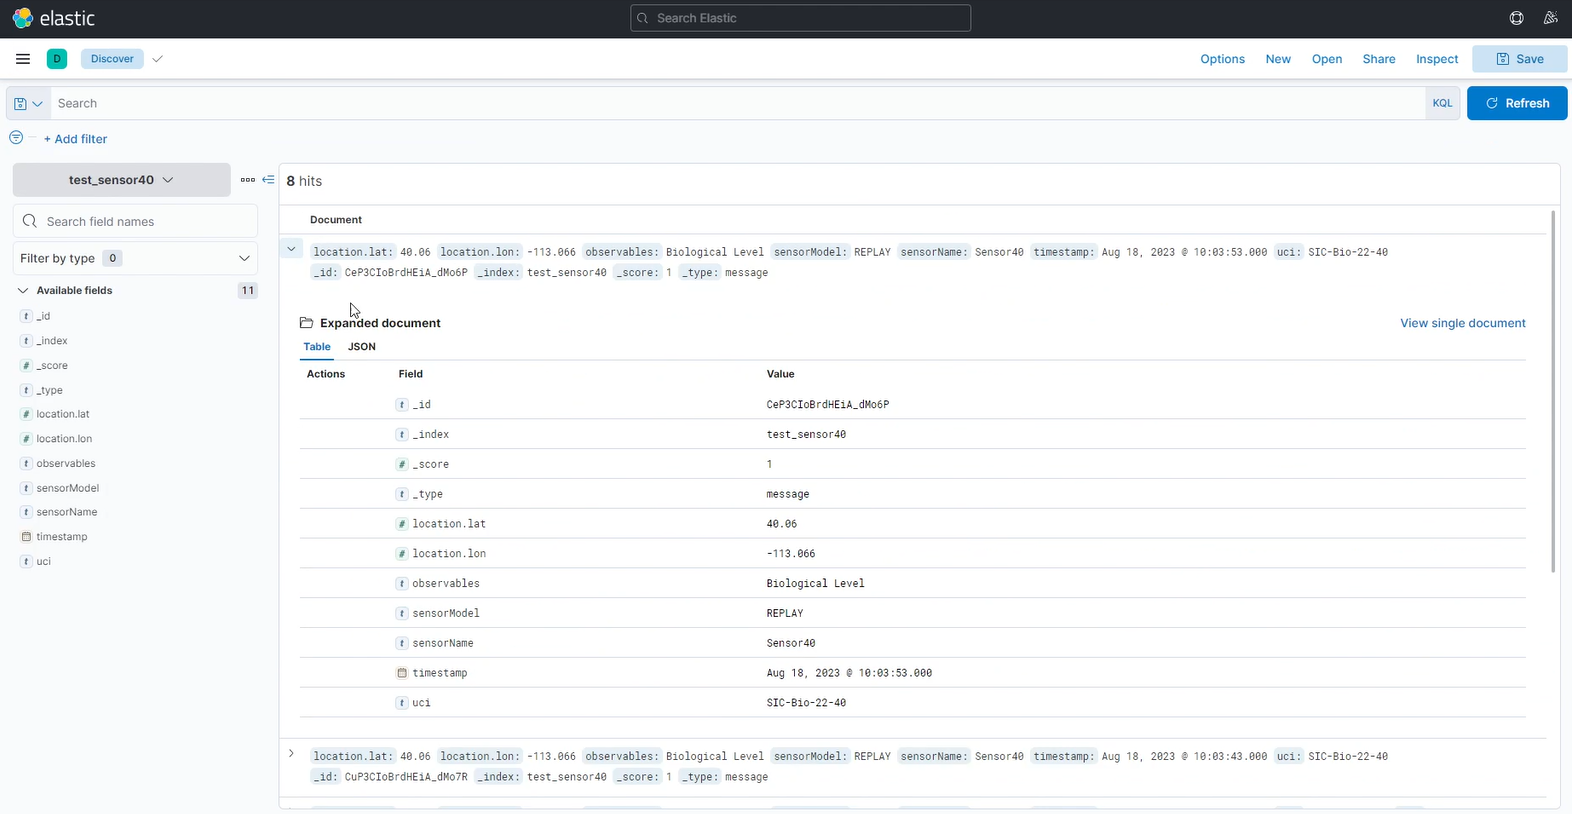 elastic
Search Elastic
D
Discover
Options
New
Open
Share
Inspect
Save
Search
KQL
Refresh
+ Add filter
test_sensor40
8 hits
Search field names
Filter by type 0
Available fields 11
t _id
t _index
# _score
t _type
# location.lat
# location.lon
t observables
t sensorModel
t sensorName
timestamp
t uci
Document
location.lat: 40.06 location.lon: -113.066 observables: Biological Level sensorModel: REPLAY sensorName: Sensor40 timestamp: Aug 18, 2023 @ 10:03:53.000 uci: SIC-Bio-22-40
_id: CeP3CIoBrdHEiA_dMo6P _index: test_sensor40 _score: 1 _type: message
Expanded document
View single document
Table JSON
Actions Field Value
t _id CeP3CIoBrdHEiA_dMo6P
t _index test_sensor40
# _score 1
t _type message
# location.lat 40.06
# location.lon -113.066
t observables Biological Level
t sensorModel REPLAY
t sensorName Sensor40
timestamp Aug 18, 2023 @ 10:03:53.000
t uci SIC-Bio-22-40
location.lat: 40.06 location.lon: -113.066 observables: Biological Level sensorModel: REPLAY sensorName: Sensor40 timestamp: Aug 18, 2023 @ 10:03:43.000 uci: SIC-Bio-22-40
_id: CuP3CIoBrdHEiA_dMo7R _index: test_sensor40 _score: 1 _type: message